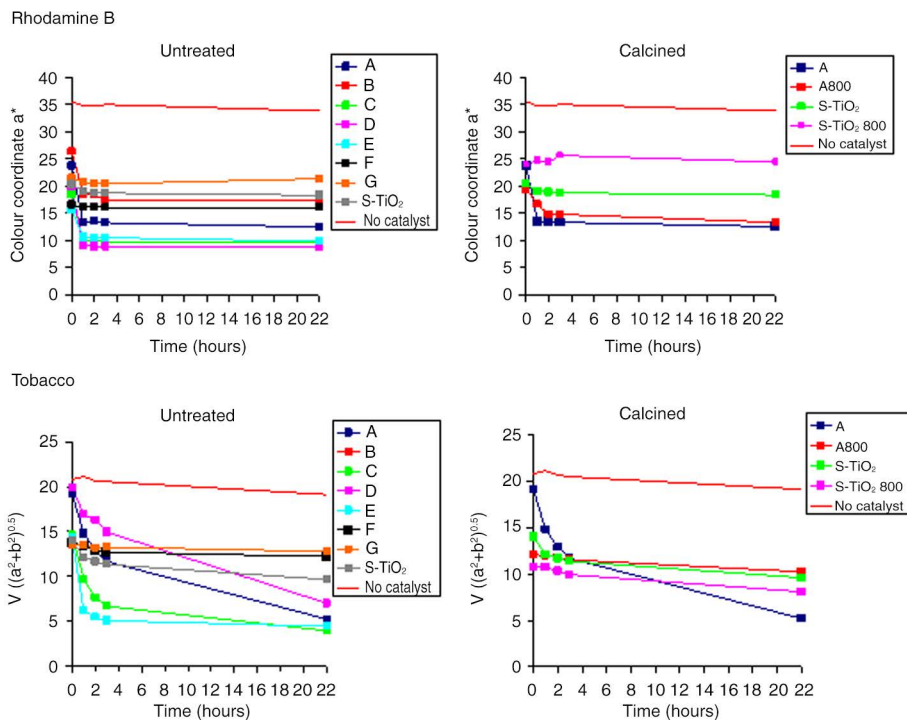 Rhodamine B
Untreated
Colour coordinate a*
40
35
30
25
20
15
10
5
0
0 2 4 6 8 10 12 14 16 18 20 22
Time (hours)
A
B
C
D
E
F
G
S-TiO₂
No catalyst
Calcined
Colour coordinate a*
40
35
30
25
20
15
10
5
0
0 2 4 6 8 10 12 14 16 18 20 22
Time (hours)
A
A800
S-TiO₂
S-TiO₂ 800
No catalyst
Tobacco
Untreated
V ((a²+b²)⁰·⁵)
25
20
15
10
5
0
0 2 4 6 8 10 12 14 16 18 20 22
Time (hours)
A
B
C
D
E
F
G
S-TiO₂
No catalyst
Calcined
V ((a²+b²)⁰·⁵)
25
20
15
10
5
0
0 2 4 6 8 10 12 14 16 18 20 22
Time (hours)
A
A800
S-TiO₂
S-TiO₂ 800
No catalyst